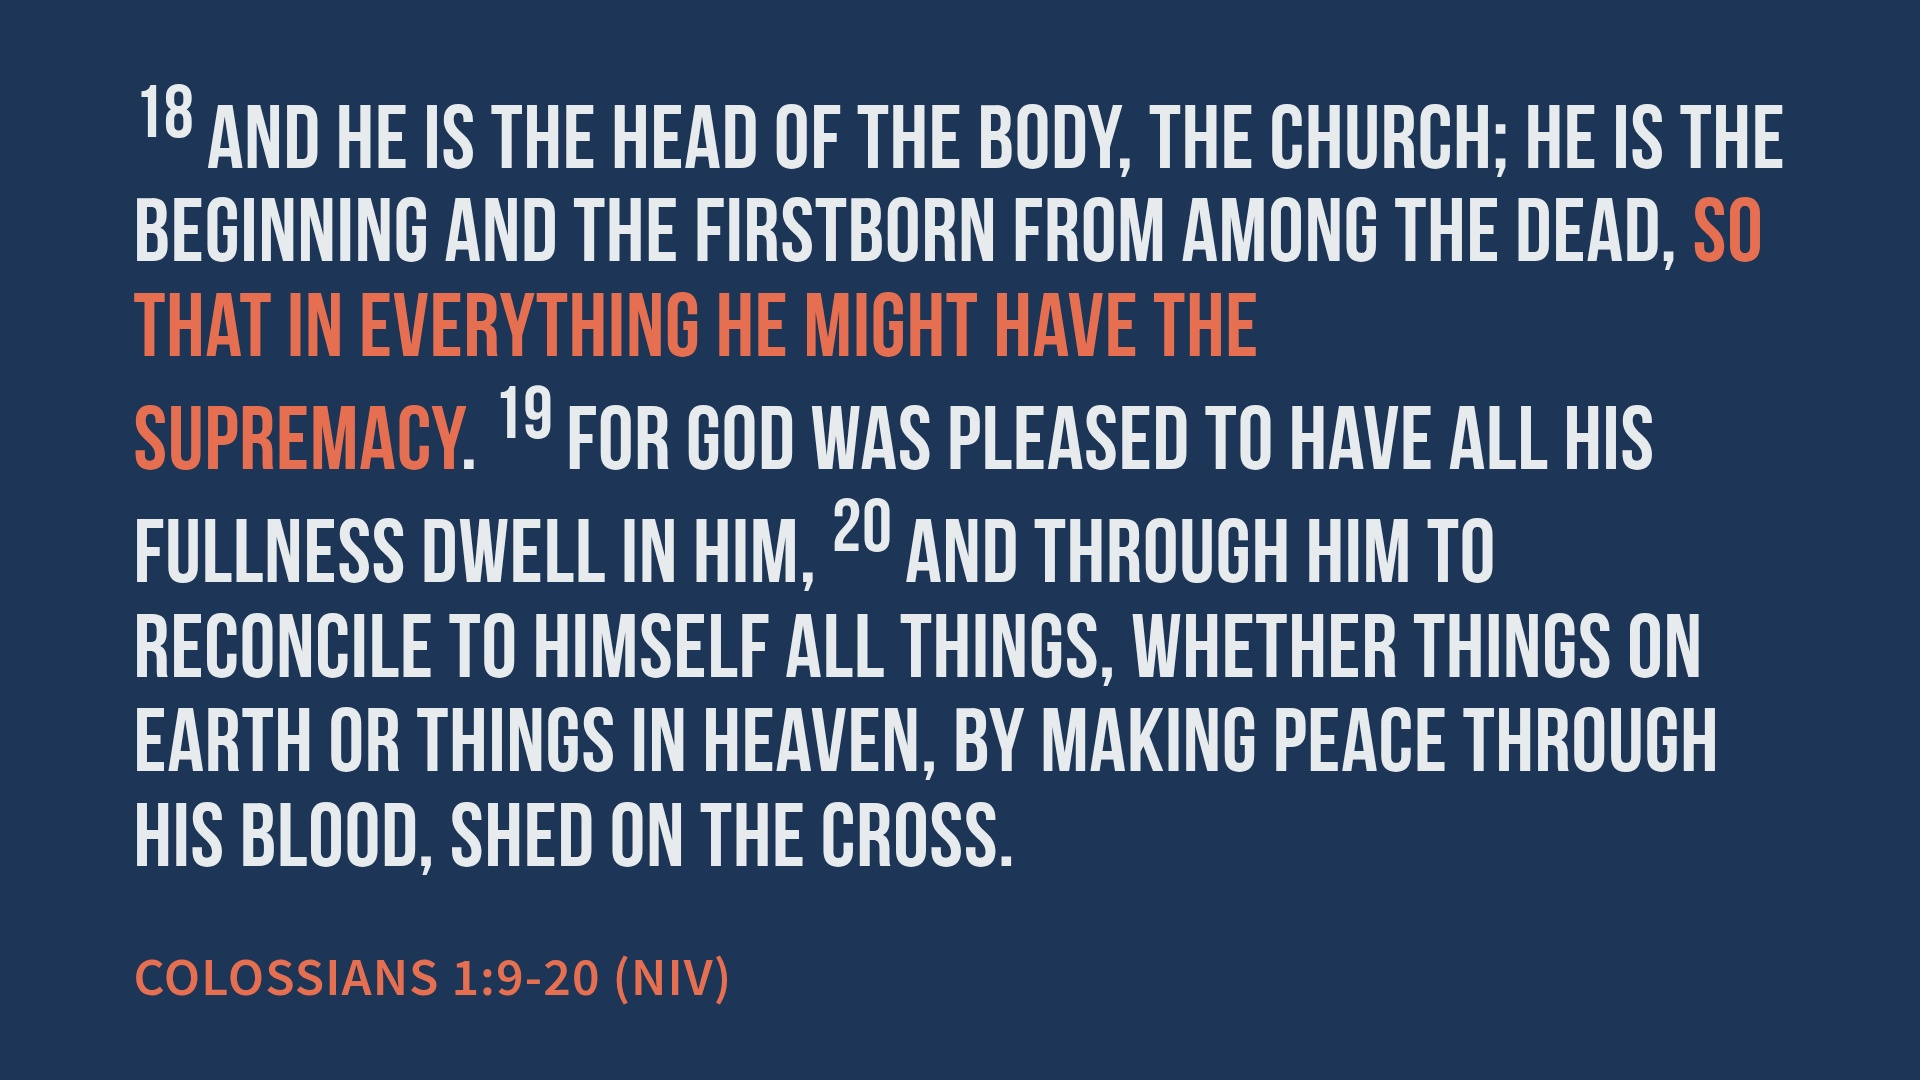 18 AND HE IS THE HEAD OF THE BODY, THE CHURCH; HE IS THE
BEGINNING AND THE FIRSTBORN FROM AMONG THE DEAD, SO
THAT IN EVERYTHING HE MIGHT HAVE THE
SUPREMACY. 19 FOR GOD WAS PLEASED TO HAVE ALL HIS
FULLNESS DWELL IN HIM, 20 AND THROUGH HIM TO
RECONCILE TO HIMSELF ALL THINGS, WHETHER THINGS ON
EARTH OR THINGS IN HEAVEN, BY MAKING PEACE THROUGH
HIS BLOOD, SHED ON THE CROSS.
COLOSSIANS 1:9-20 (NIV)